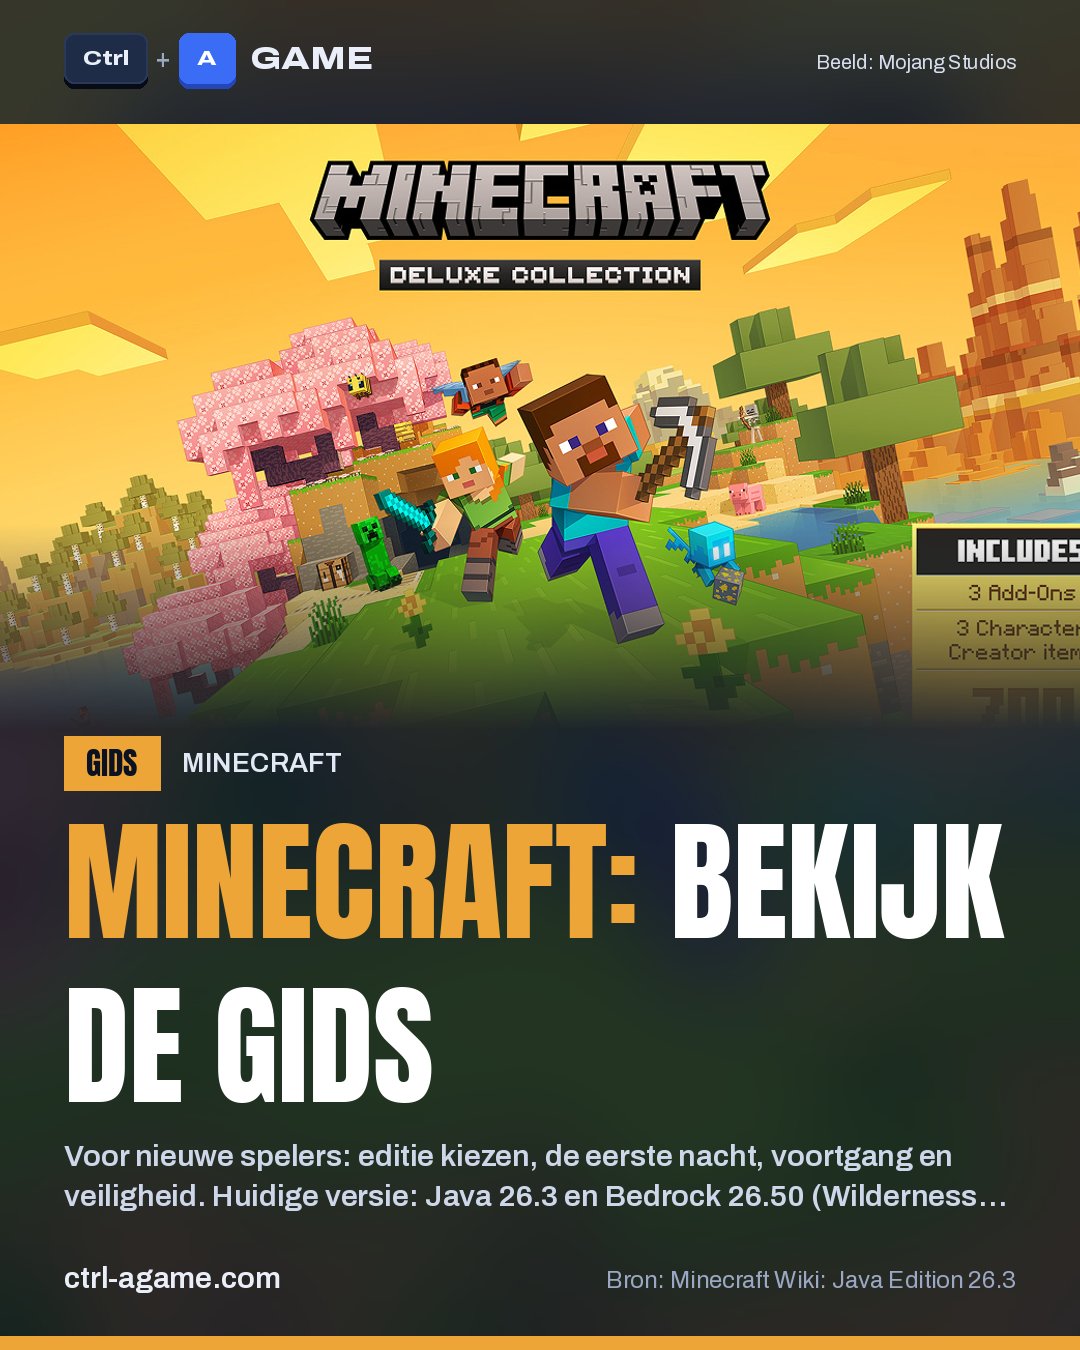 Ctrl + A GAME
Beeld: Mojang Studios
MINECRAFT
DELUXE COLLECTION
INCLUDES
3 Add-Ons
3 Character
Creator item
700
GIDS MINECRAFT
MINECRAFT: BEKIJK
DE GIDS
Voor nieuwe spelers: editie kiezen, de eerste nacht, voortgang en
veiligheid. Huidige versie: Java 26.3 en Bedrock 26.50 (Wilderness...
ctrl-agame.com
Bron: Minecraft Wiki: Java Edition 26.3